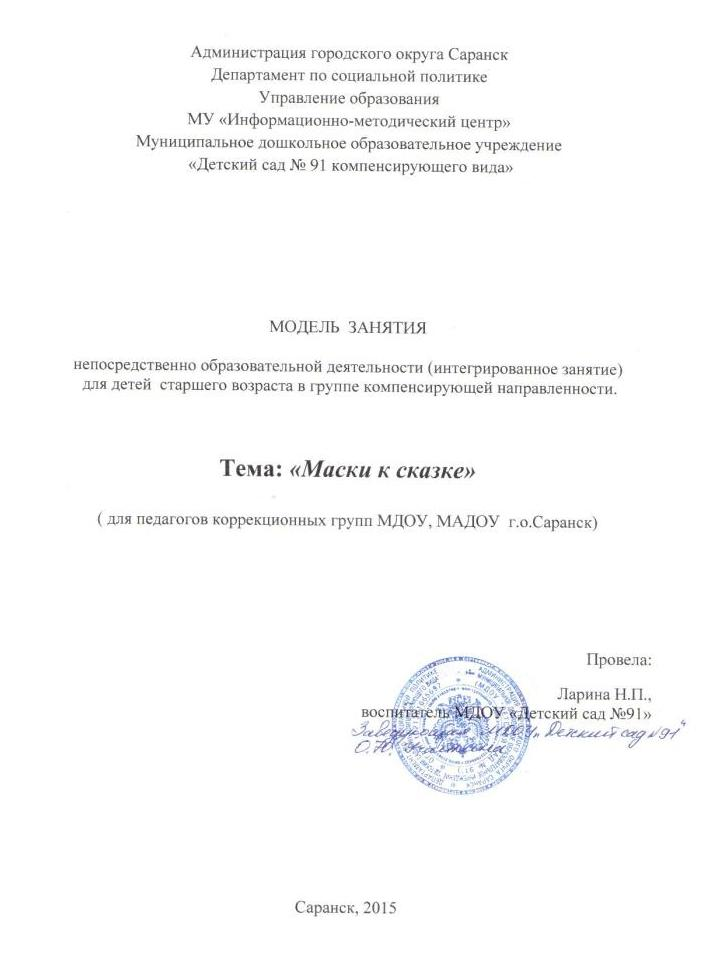 Администрация городского округа Саранск
Департамент по социальной политике
Управление образования
МУ «Информационно-методический центр»
Муниципальное дошкольное образовательное учреждение
«Детский сад № 91 компенсирующего вида»
МОДЕЛЬ ЗАНЯТИЯ
непосредственно образовательной деятельности (интегрированное занятие)
для детей старшего возраста в группе компенсирующей направленности.
Тема: «Маски к сказке»
( для педагогов коррекционных групп МДОУ, МАДОУ г.о.Саранск)
Провела:
Ларина Н.П.,
воспитатель МДОУ «Детский сад №91»
Заведующая МДОУ „Детский сад №91"
О.Ю.
Саранск, 2015